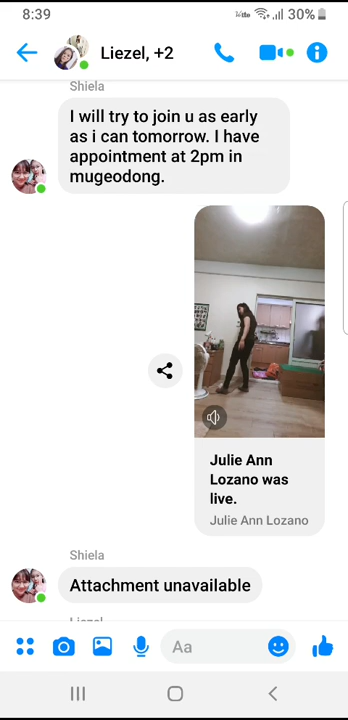 8:39
30%
Liezel, +2
Shiela
I will try to join u as early
as i can tomorrow. I have
appointment at 2pm in
mugeodong.
Julie Ann
Lozano was
live.
Julie Ann Lozano
Shiela
Attachment unavailable
Liezel
Aa